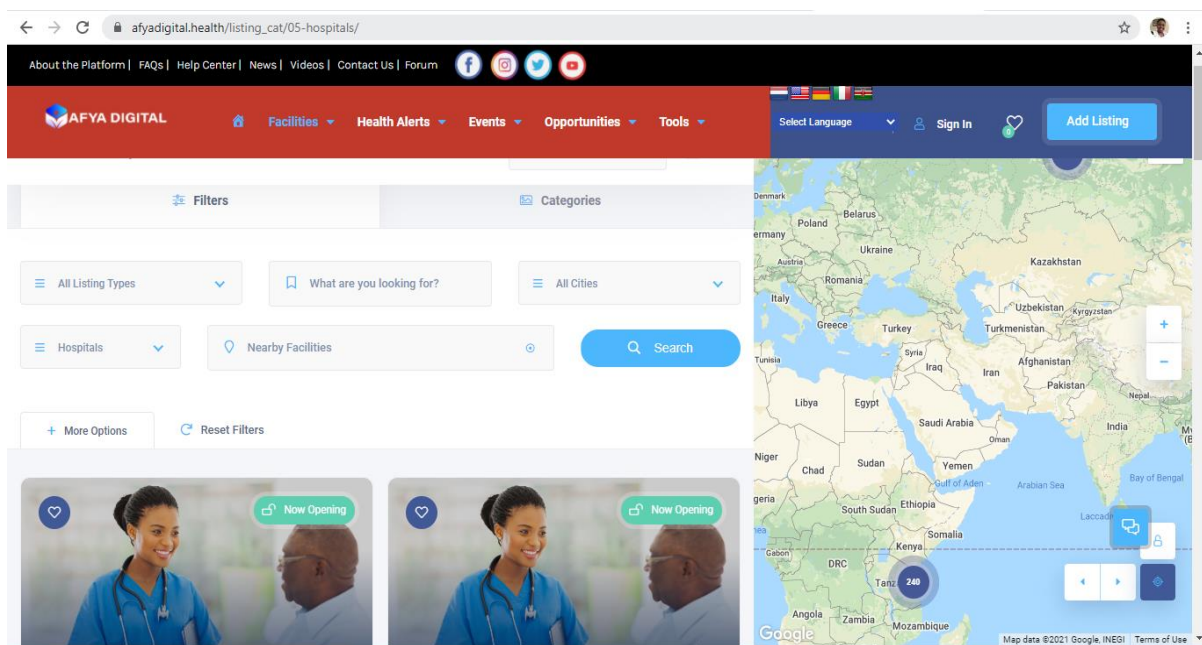 afyadigital.health/listing_cat/05-hospitals/
About the Platform | FAQs | Help Center | News | Videos | Contact Us | Forum
AFYA DIGITAL
Facilities
Health Alerts
Events
Opportunities
Tools
Select Language
Sign In
0
Add Listing
Filters
Categories
All Listing Types
What are you looking for?
All Cities
Hospitals
Nearby Facilities
Search
+ More Options
Reset Filters
Now Opening
Now Opening
Denmark
Belarus
Poland
ermany
Ukraine
Austria
Kazakhstan
Romania
Italy
Uzbekistan
Kyrgyzstan
Greece
Turkey
Turkmenistan
+
Tunisia
Syria
Iraq
Iran
Afghanistan
−
Pakistan
Nepal
Libya
Egypt
Saudi Arabia
Oman
India
My
(B
Niger
Chad
Sudan
Yemen
Gulf of Aden
Arabian Sea
Bay of Bengal
geria
South Sudan
Ethiopia
Laccadi
Somalia
Kenya
Gabon
DRC
Tanz
240
Angola
Zambia
Mozambique
Google
Map data ©2021 Google, INEGI
Terms of Use